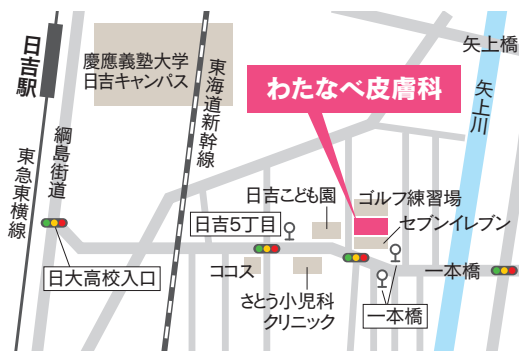 日吉駅
慶應義塾大学
日吉キャンパス
東海道新幹線
矢上橋
わたなべ皮膚科
矢上川
綱島街道
東急東横線
日吉こども園
ゴルフ練習場
日吉5丁目
セブンイレブン
日大高校入口
ココス
一本橋
さとう小児科
クリニック
一本橋